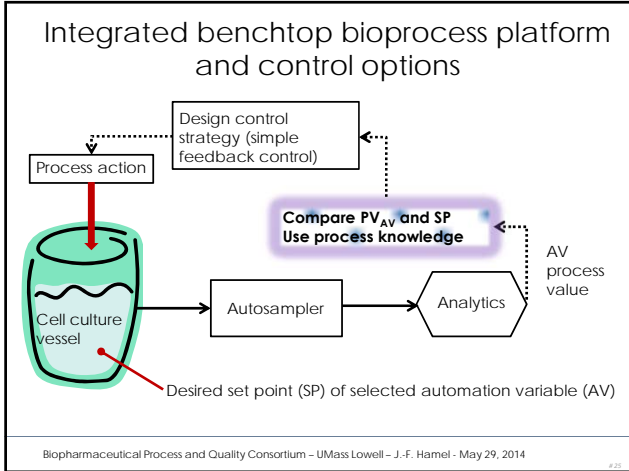 Integrated benchtop bioprocess platform
and control options
Design control
strategy (simple
feedback control)
Process action
Compare PV_AV and SP
Use process knowledge
AV
process
value
Cell culture
vessel
Autosampler
Analytics
Desired set point (SP) of selected automation variable (AV)
Biopharmaceutical Process and Quality Consortium – UMass Lowell – J.-F. Hamel - May 29, 2014
# 25